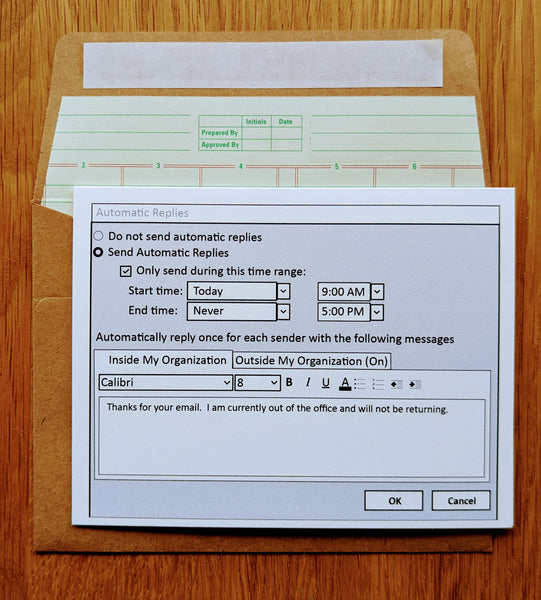 Initials Date
Prepared By
Approved By
2 3 4 5 6
Automatic Replies
Do not send automatic replies
Send Automatic Replies
Only send during this time range:
Start time: Today 9:00 AM
End time: Never 5:00 PM
Automatically reply once for each sender with the following messages
Inside My Organization Outside My Organization (On)
Calibri 8 B I U A
Thanks for your email. I am currently out of the office and will not be returning.
OK Cancel